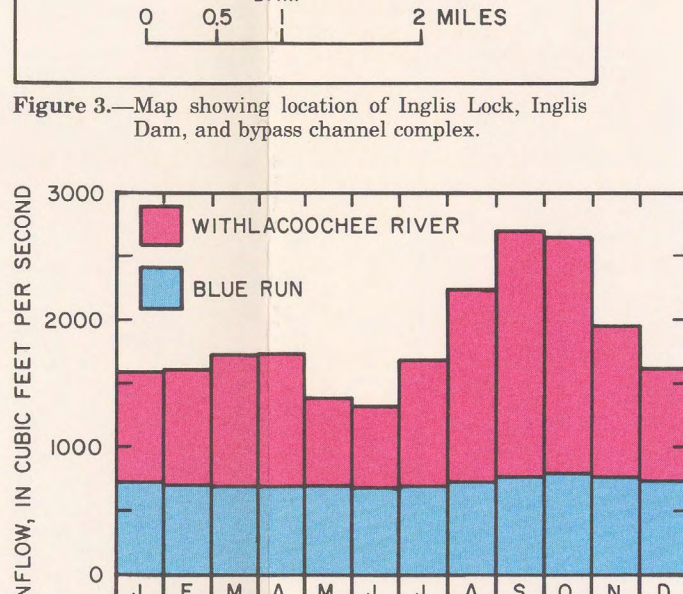 0 0.5 1 2 MILES
Figure 3.—Map showing location of Inglis Lock, Inglis
Dam, and bypass channel complex.
NFLOW, IN CUBIC FEET PER SECOND
3000
WITHLACOOCHEE RIVER
BLUE RUN
2000
1000
0
J F M A M J J A S O N D